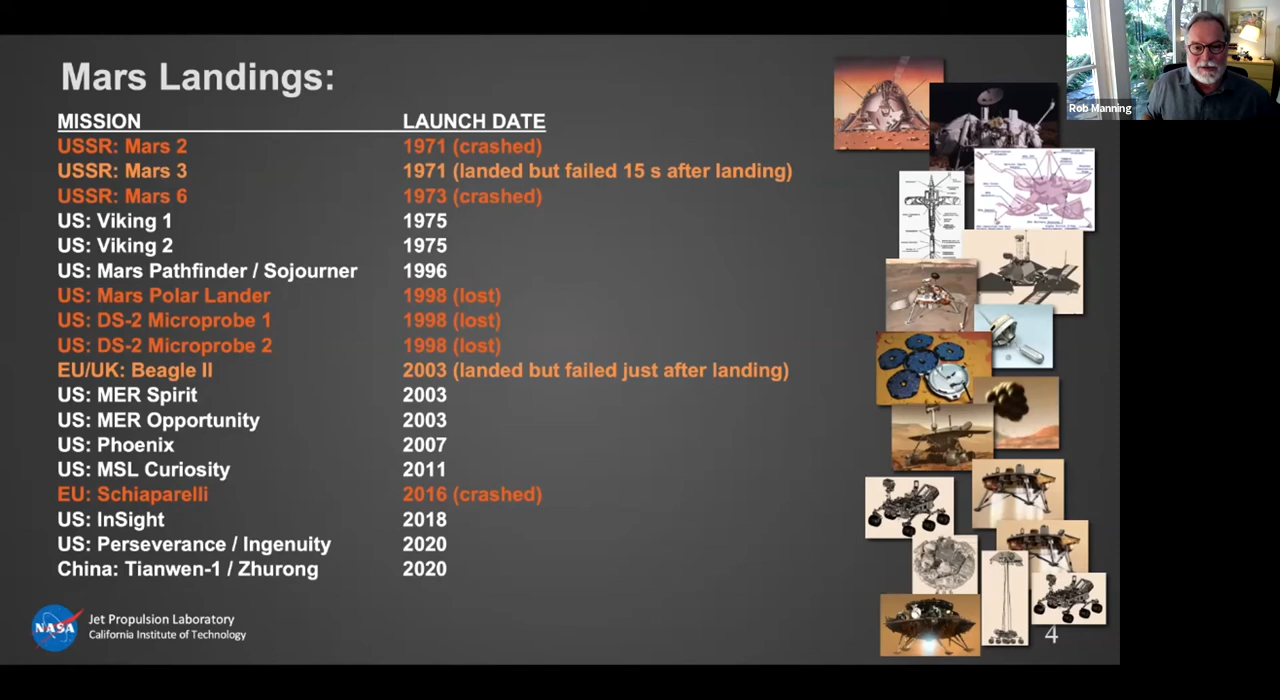 Mars Landings:
MISSION LAUNCH DATE
USSR: Mars 2 1971 (crashed)
USSR: Mars 3 1971 (landed but failed 15 s after landing)
USSR: Mars 6 1973 (crashed)
US: Viking 1 1975
US: Viking 2 1975
US: Mars Pathfinder / Sojourner 1996
US: Mars Polar Lander 1998 (lost)
US: DS-2 Microprobe 1 1998 (lost)
US: DS-2 Microprobe 2 1998 (lost)
EU/UK: Beagle II 2003 (landed but failed just after landing)
US: MER Spirit 2003
US: MER Opportunity 2003
US: Phoenix 2007
US: MSL Curiosity 2011
EU: Schiaparelli 2016 (crashed)
US: InSight 2018
US: Perseverance / Ingenuity 2020
China: Tianwen-1 / Zhurong 2020
NASA
Jet Propulsion Laboratory
California Institute of Technology
4
Rob Manning